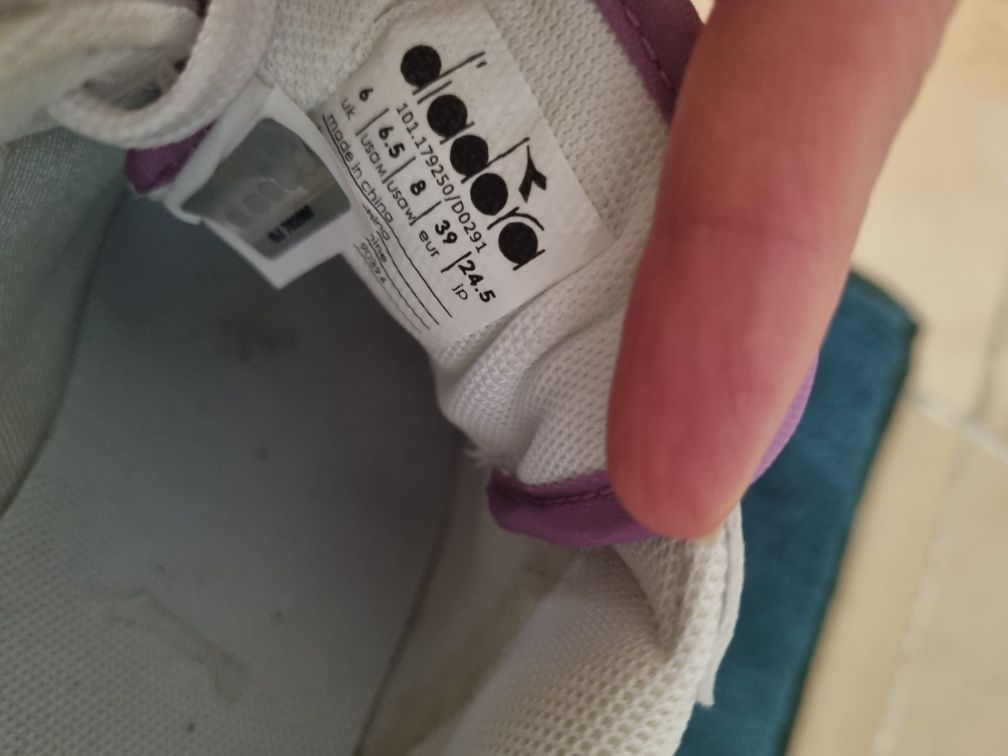 diadora
101.179250/D0291
6 | 6.5 | 8 | 39 | 24.5
uk | usaM | usaW | eur | jp
made in china